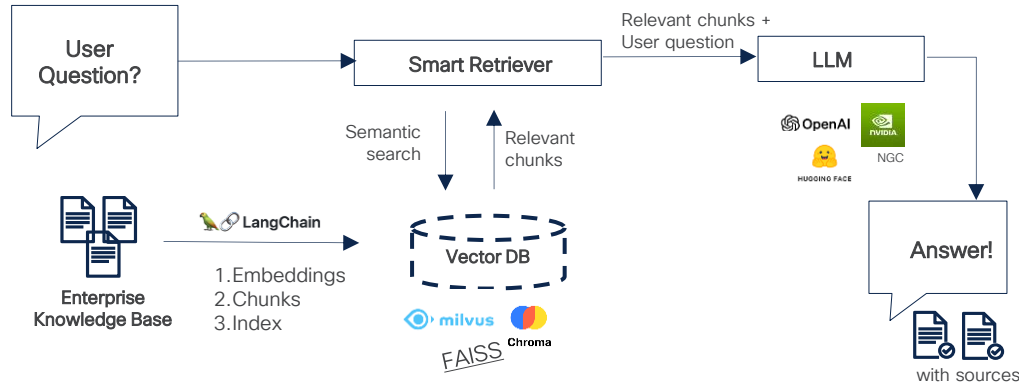 User
Question?
Smart Retriever
Relevant chunks +
User question
LLM
OpenAI
NVIDIA
NGC
HUGGING FACE
Semantic
search
Relevant
chunks
LangChain
1.Embeddings
2.Chunks
3.Index
Enterprise
Knowledge Base
Vector DB
milvus
Chroma
FAISS
Answer!
with sources